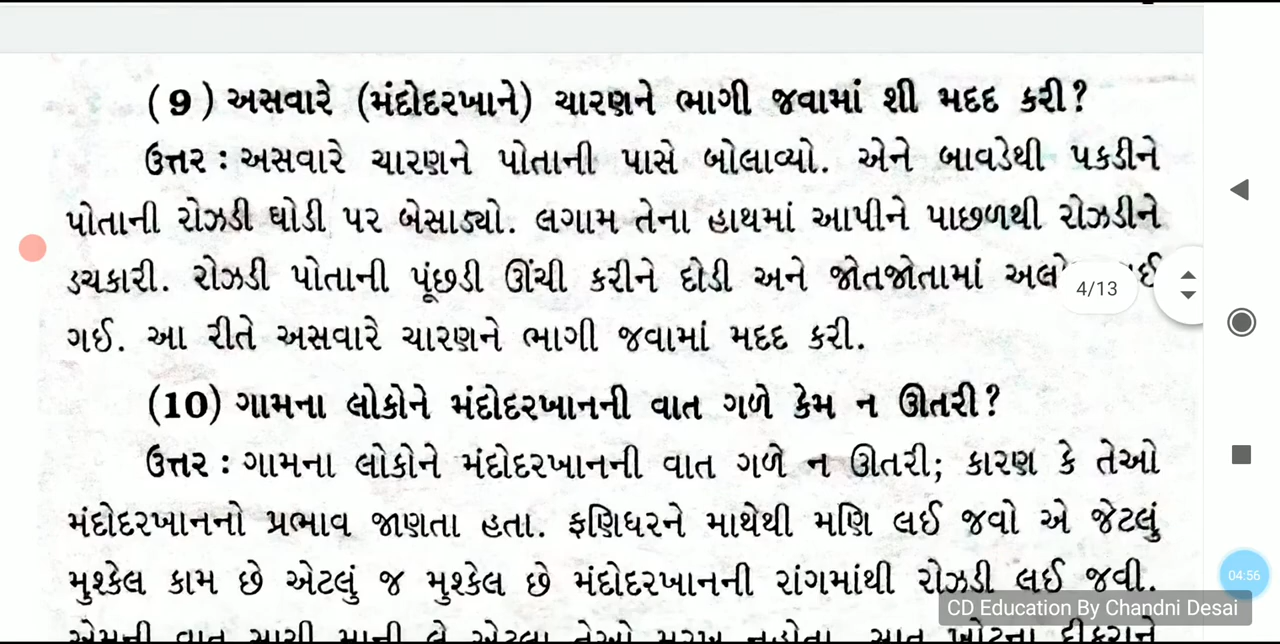 (9) અસવારે (મંદોદરખાને) ચારણને ભાગી જવામાં શી મદદ કરી?
ઉત્તર : અસવારે ચારણને પોતાની પાસે બોલાવ્યો. એને બાવડેથી પકડીને
પોતાની રોઝડી ઘોડી પર બેસાડ્યો. લગામ તેના હાથમાં આપીને પાછળથી રોઝડીને
ડચકારી. રોઝડી પોતાની પૂંછડી ઊંચી કરીને દોડી અને જોતજોતામાં
4/13
ગઈ. આ રીતે અસવારે ચારણને ભાગી જવામાં મદદ કરી.
(10) ગામના લોકોને મંદોદરખાનની વાત ગળે કેમ ન ઊતરી?
ઉત્તર : ગામના લોકોને મંદોદરખાનની વાત ગળે ન ઊતરી; કારણ કે તેઓ
મંદોદરખાનનો પ્રભાવ જાણતા હતા. ફણિધરને માથેથી મણિ લઈ જવો એ જેટલું
મુશ્કેલ કામ છે એટલું જ મુશ્કેલ છે મંદોદરખાનની રાંગમાંથી રોઝડી લઈ જવી.
04:56
CD Education By Chandni Desai